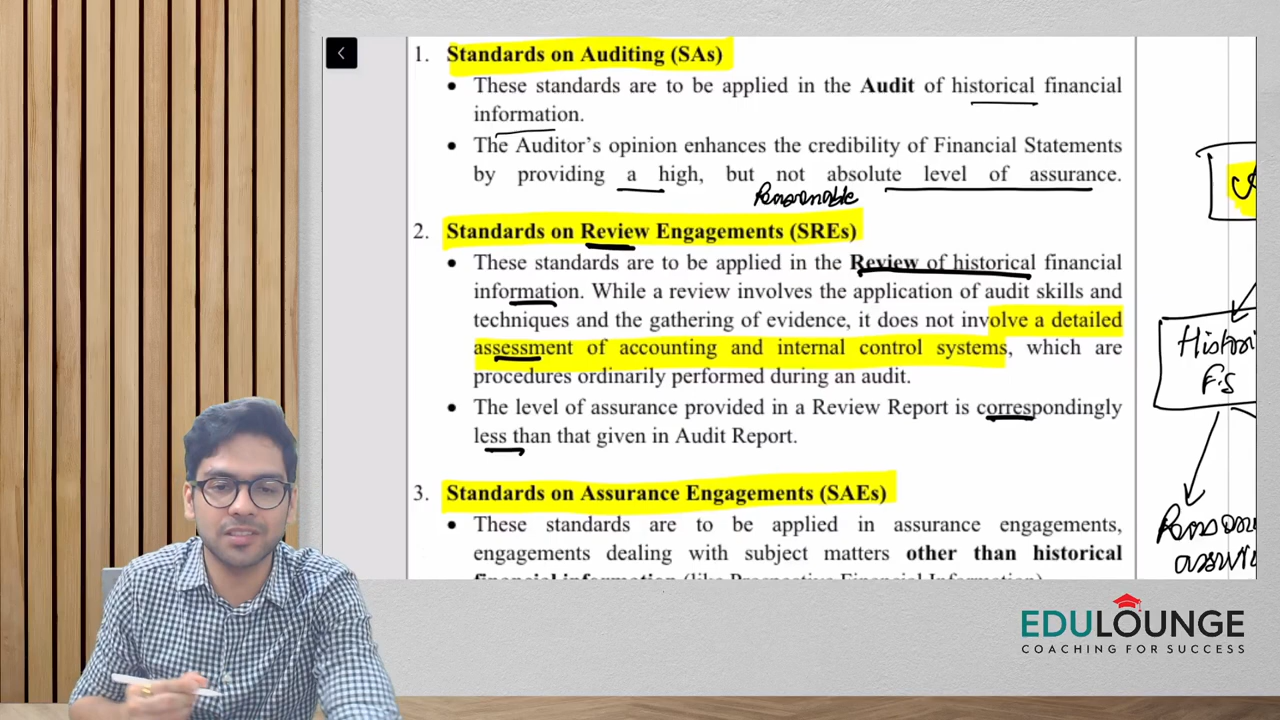 1. Standards on Auditing (SAs)
• These standards are to be applied in the Audit of historical financial
information.
• The Auditor's opinion enhances the credibility of Financial Statements
by providing a high, but not absolute level of assurance.
Reasonable
2. Standards on Review Engagements (SREs)
• These standards are to be applied in the Review of historical financial
information. While a review involves the application of audit skills and
techniques and the gathering of evidence, it does not involve a detailed
assessment of accounting and internal control systems, which are
procedures ordinarily performed during an audit.
• The level of assurance provided in a Review Report is correspondingly
less than that given in Audit Report.
3. Standards on Assurance Engagements (SAEs)
• These standards are to be applied in assurance engagements,
engagements dealing with subject matters other than historical
financial information (like Prospective Financial Information)
Histori
F.S
EDULOUNGE
COACHING FOR SUCCESS